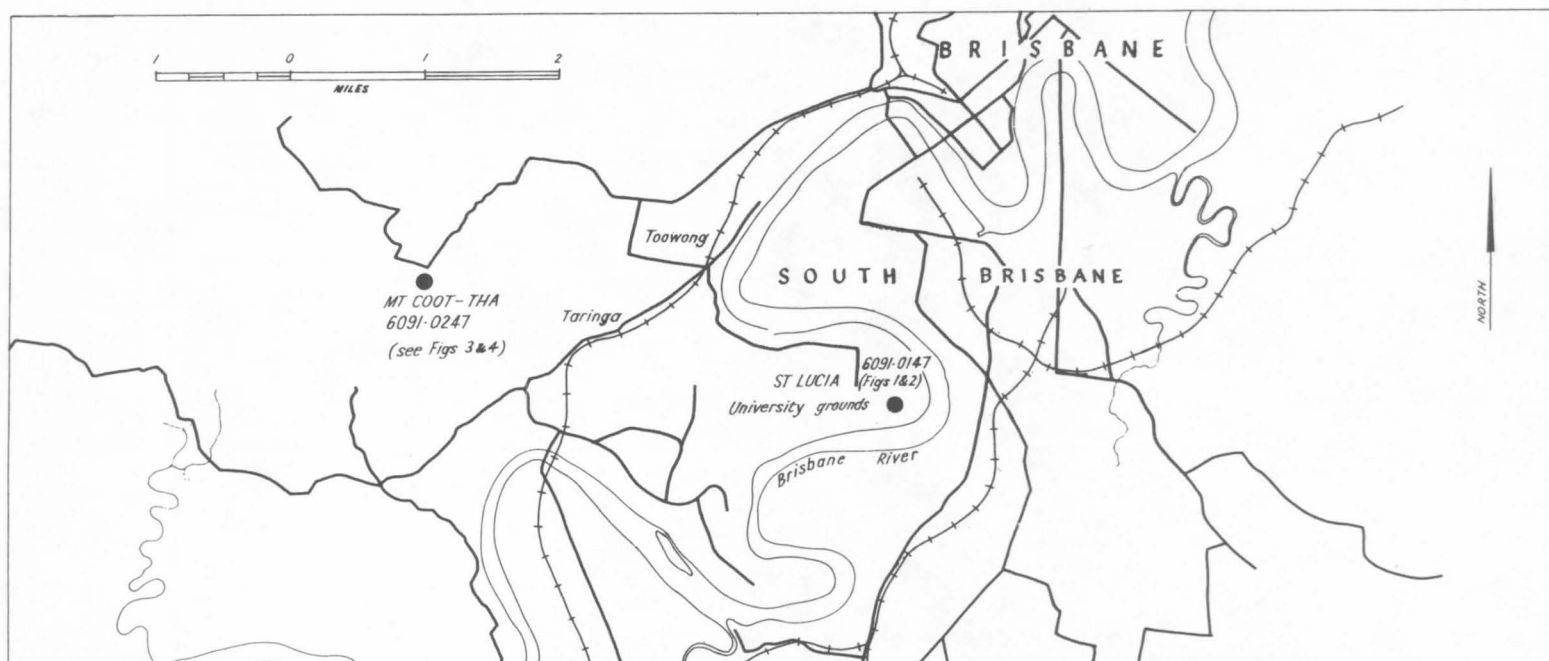 1 0 1 2
MILES
BRISBANE
Toowong
SOUTH BRISBANE
MT COOT-THA
6091·0247
(see Figs 3&4)
Taringa
NORTH
6091·0147
ST LUCIA (Figs 1&2)
University grounds
Brisbane River